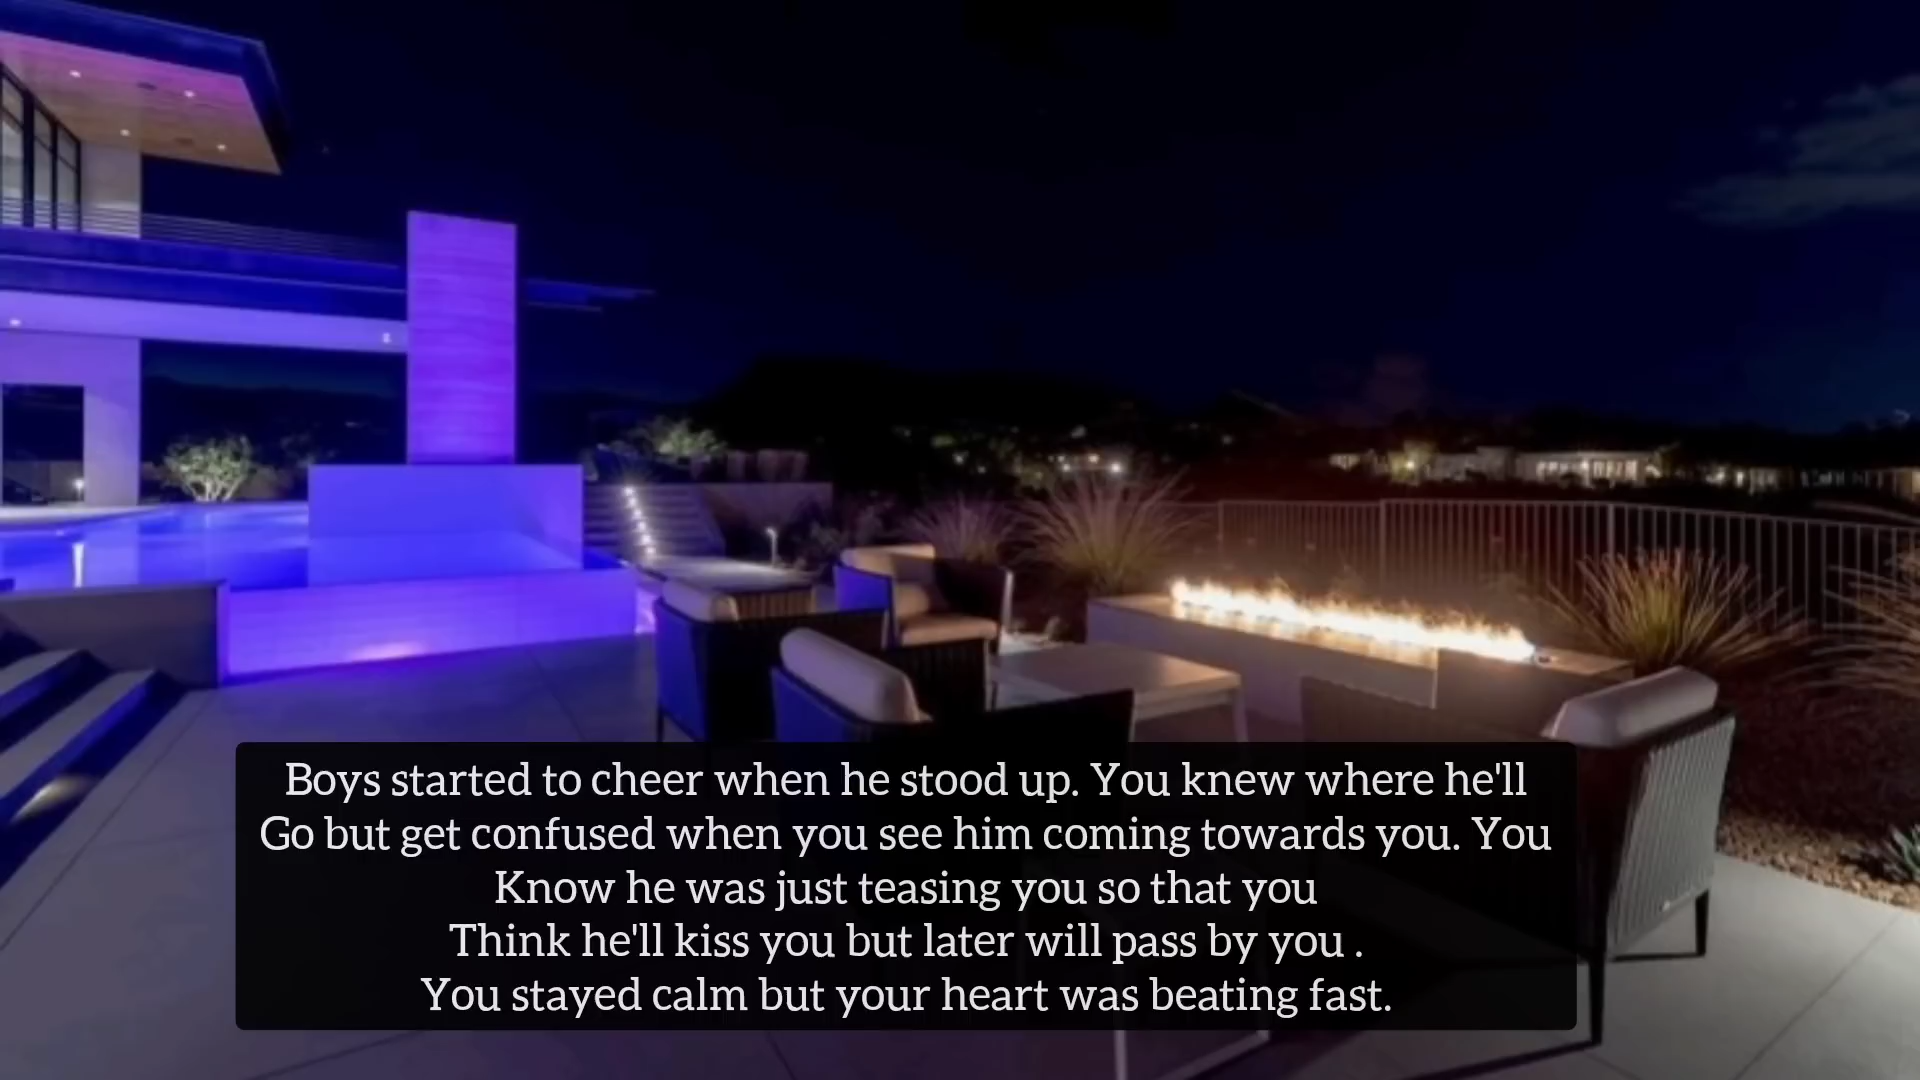 Boys started to cheer when he stood up. You knew where he'll
Go but get confused when you see him coming towards you. You
Know he was just teasing you so that you
Think he'll kiss you but later will pass by you .
You stayed calm but your heart was beating fast.